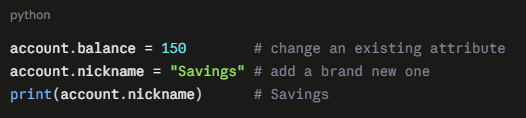 python
account.balance = 150        # change an existing attribute
account.nickname = "Savings" # add a brand new one
print(account.nickname)      # Savings